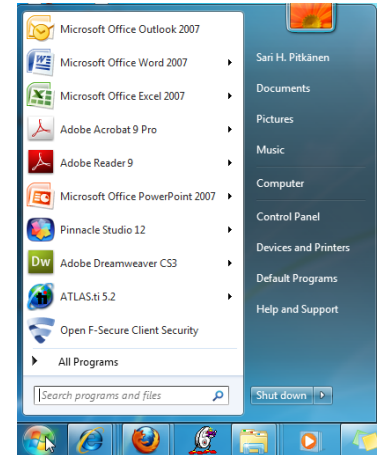 Microsoft Office Outlook 2007
Microsoft Office Word 2007
Microsoft Office Excel 2007
Adobe Acrobat 9 Pro
Adobe Reader 9
Microsoft Office PowerPoint 2007
Pinnacle Studio 12
Dw Adobe Dreamweaver CS3
ATLAS.ti 5.2
Open F-Secure Client Security
All Programs
Search programs and files
Sari H. Pitkänen
Documents
Pictures
Music
Computer
Control Panel
Devices and Printers
Default Programs
Help and Support
Shut down